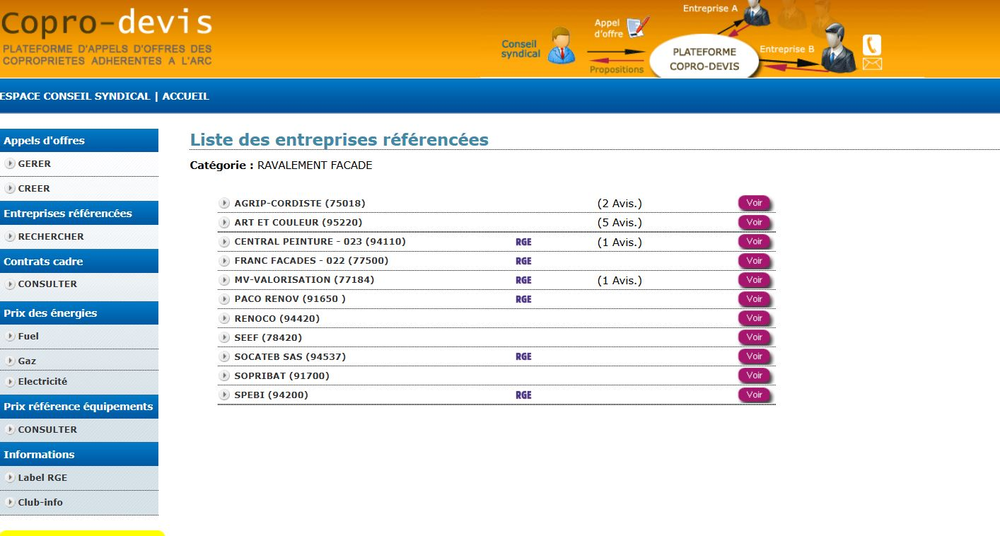 Copro-devis
PLATEFORME D'APPELS D'OFFRES DES
COPROPRIETES ADHERENTES A L'ARC
Conseil
syndical
Appel
d'offre
Propositions
PLATEFORME
COPRO-DEVIS
Entreprise A
Entreprise B
ESPACE CONSEIL SYNDICAL | ACCUEIL
Appels d'offres
GERER
CREER
Entreprises référencées
RECHERCHER
Contrats cadre
CONSULTER
Prix des énergies
Fuel
Gaz
Electricité
Prix référence équipements
CONSULTER
Informations
Label RGE
Club-info
Liste des entreprises référencées
Catégorie : RAVALEMENT FACADE
AGRIP-CORDISTE (75018) (2 Avis.) Voir
ART ET COULEUR (95220) (5 Avis.) Voir
CENTRAL PEINTURE - 023 (94110) RGE (1 Avis.) Voir
FRANC FACADES - 022 (77500) RGE Voir
MV-VALORISATION (77184) RGE (1 Avis.) Voir
PACO RENOV (91650 ) RGE Voir
RENOCO (94420) Voir
SEEF (78420) Voir
SOCATEB SAS (94537) RGE Voir
SOPRIBAT (91700) Voir
SPEBI (94200) RGE Voir